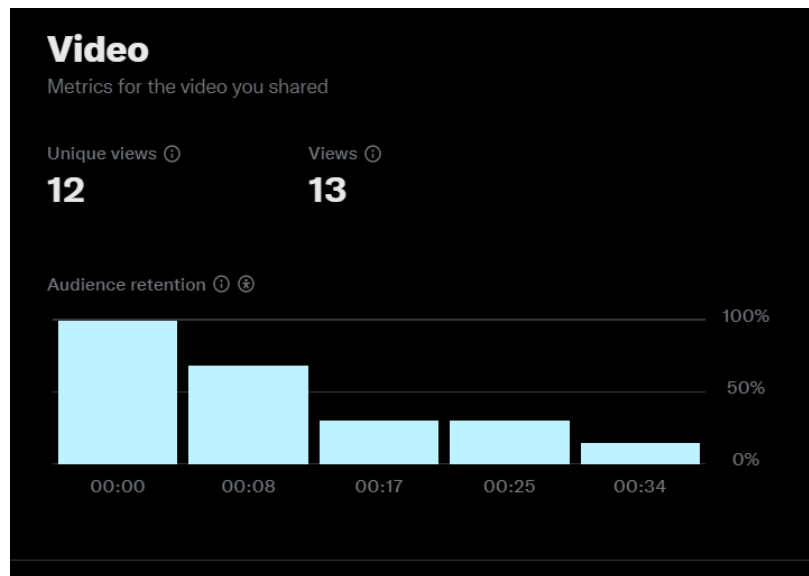 Video
Metrics for the video you shared
Unique views
Views
12
13
Audience retention
100%
50%
0%
00:00 00:08 00:17 00:25 00:34